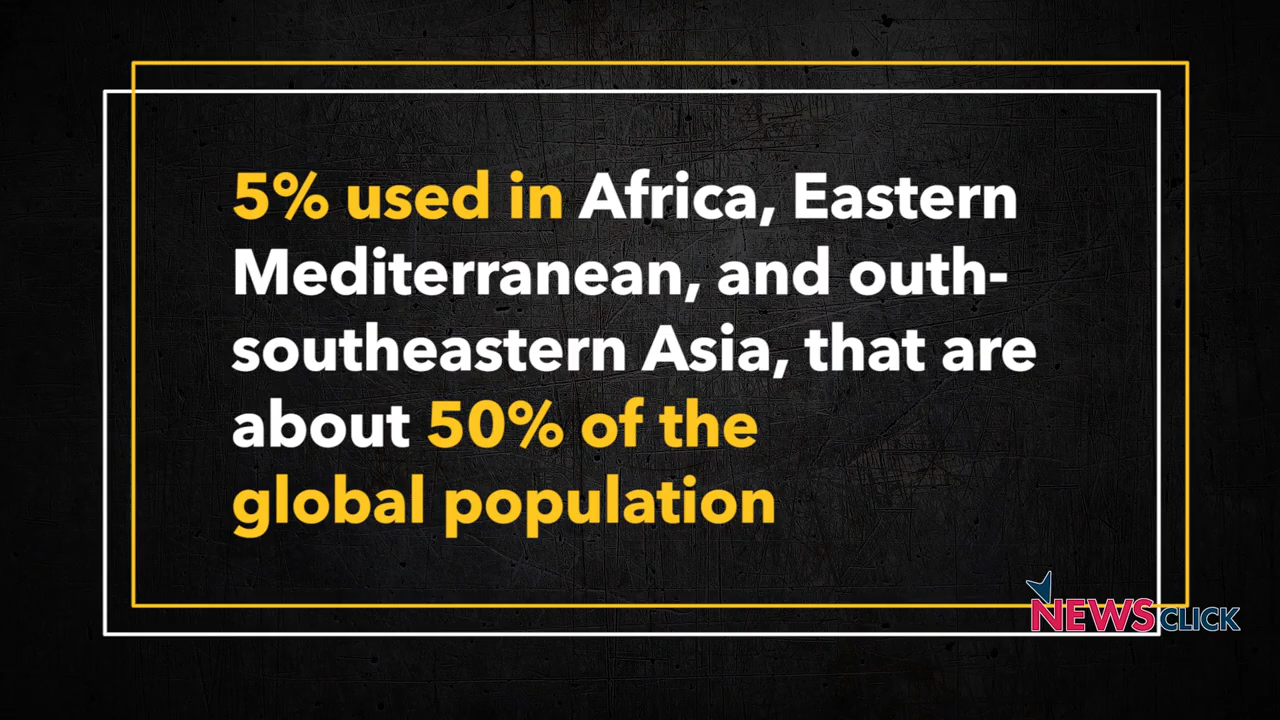 5% used in Africa, Eastern
Mediterranean, and outh-
southeastern Asia, that are
about 50% of the
global population
NEWSCLICK